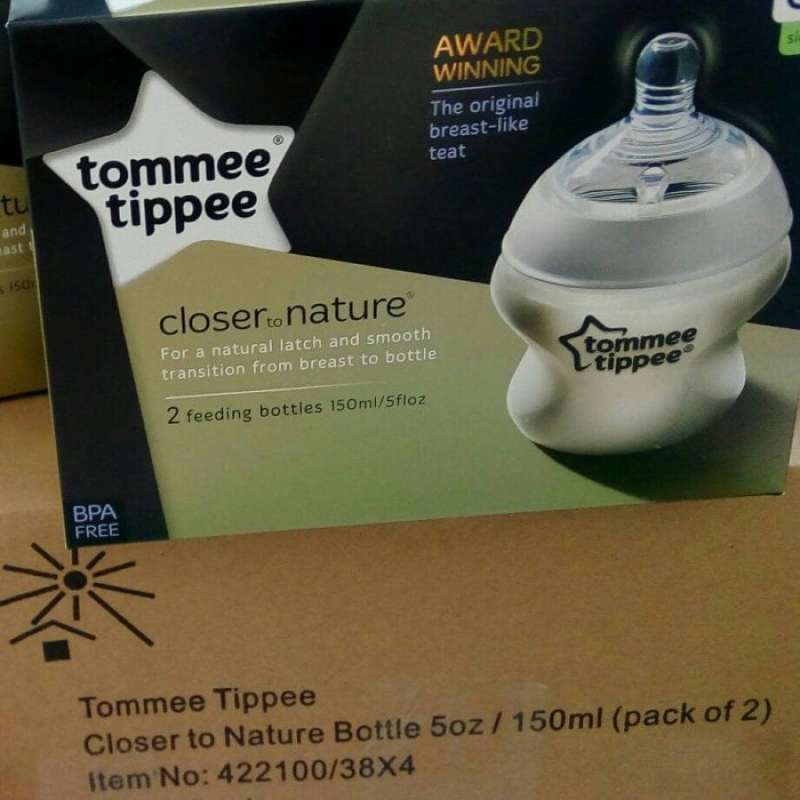 AWARD
WINNING
The original
breast-like
teat
tommee
tippee®
closer to nature®
For a natural latch and smooth
transition from breast to bottle
2 feeding bottles 150ml/5floz
tommee
tippee®
BPA
FREE
tu
and
Tommee Tippee
Closer to Nature Bottle 5oz / 150ml (pack of 2)
Item No: 422100/38X4